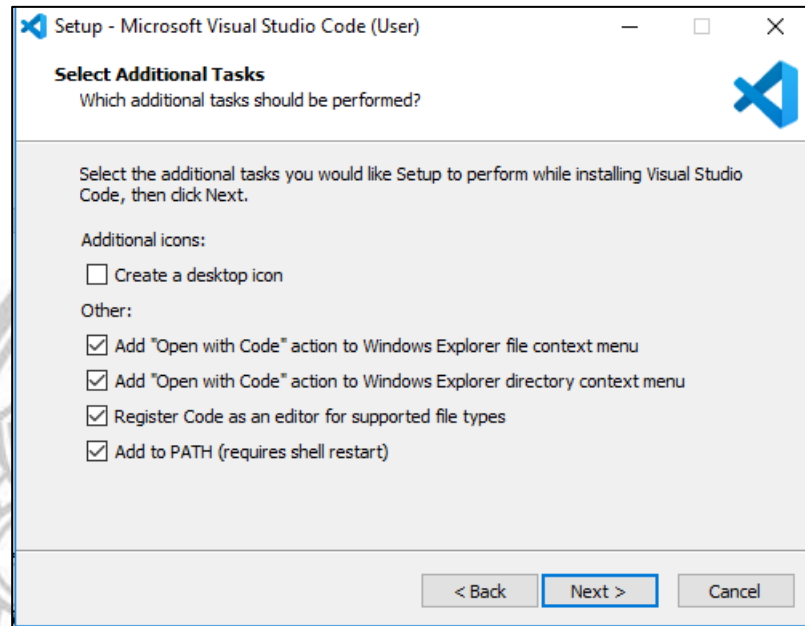 Setup - Microsoft Visual Studio Code (User)
Select Additional Tasks
Which additional tasks should be performed?
Select the additional tasks you would like Setup to perform while installing Visual Studio
Code, then click Next.
Additional icons:
Create a desktop icon
Other:
Add "Open with Code" action to Windows Explorer file context menu
Add "Open with Code" action to Windows Explorer directory context menu
Register Code as an editor for supported file types
Add to PATH (requires shell restart)
< Back Next > Cancel